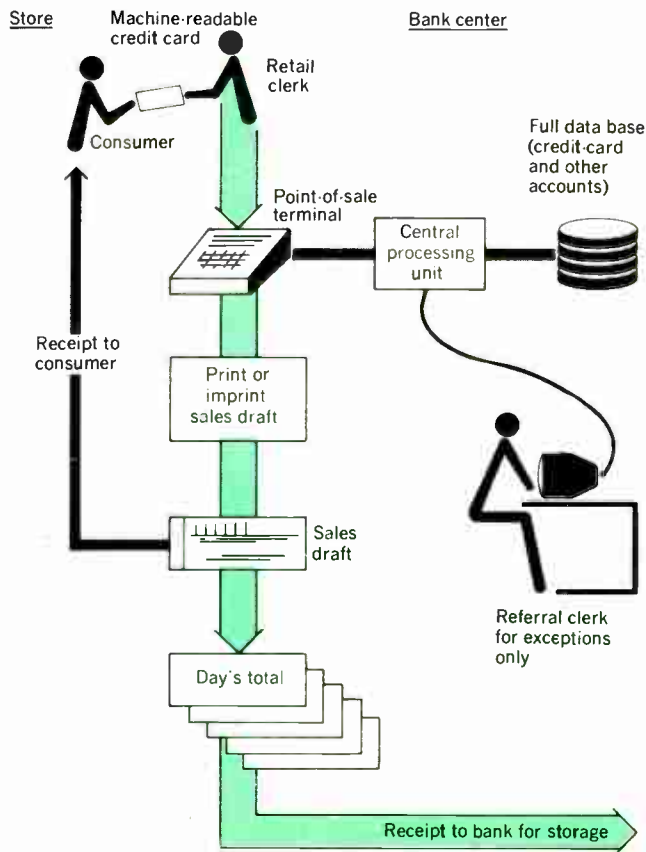 Store
Machine-readable
credit card
Bank center
Retail
clerk
Consumer
Full data base
(credit-card
and other
accounts)
Point-of-sale
terminal
Central
processing
unit
Receipt to
consumer
Print or
imprint
sales draft
Sales
draft
Referral clerk
for exceptions
only
Day's total
Receipt to bank for storage